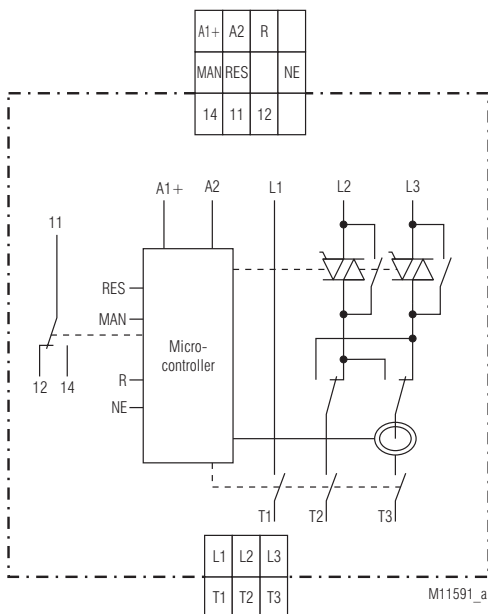 A1+ A2 R
MAN RES NE
14 11 12
A1+ A2 L1 L2 L3
11
RES
MAN
Micro-
controller
12 14
R
NE
T1 T2 T3
L1 L2 L3
T1 T2 T3
M11591_a